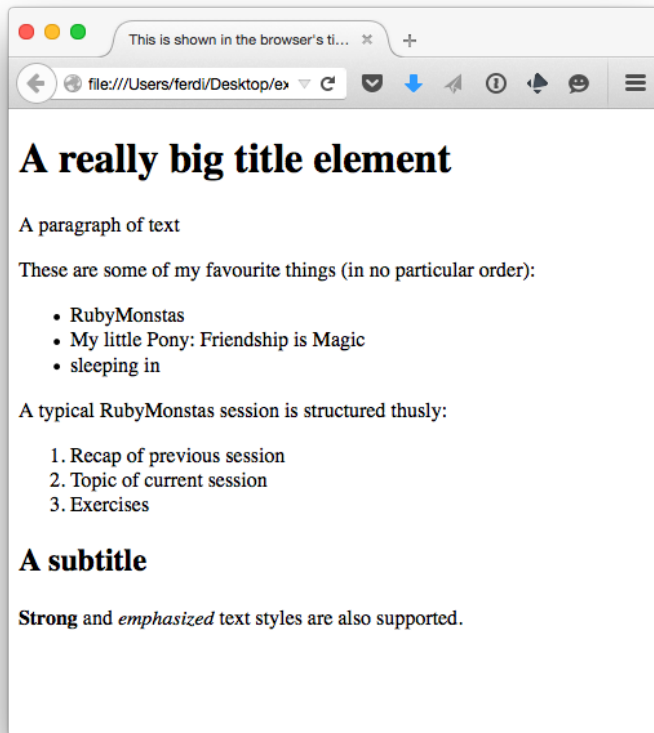 This is shown in the browser's ti...
file:///Users/ferdi/Desktop/ex
A really big title element
A paragraph of text
These are some of my favourite things (in no particular order):
• RubyMonstas
• My little Pony: Friendship is Magic
• sleeping in
A typical RubyMonstas session is structured thusly:
1. Recap of previous session
2. Topic of current session
3. Exercises
A subtitle
Strong and emphasized text styles are also supported.